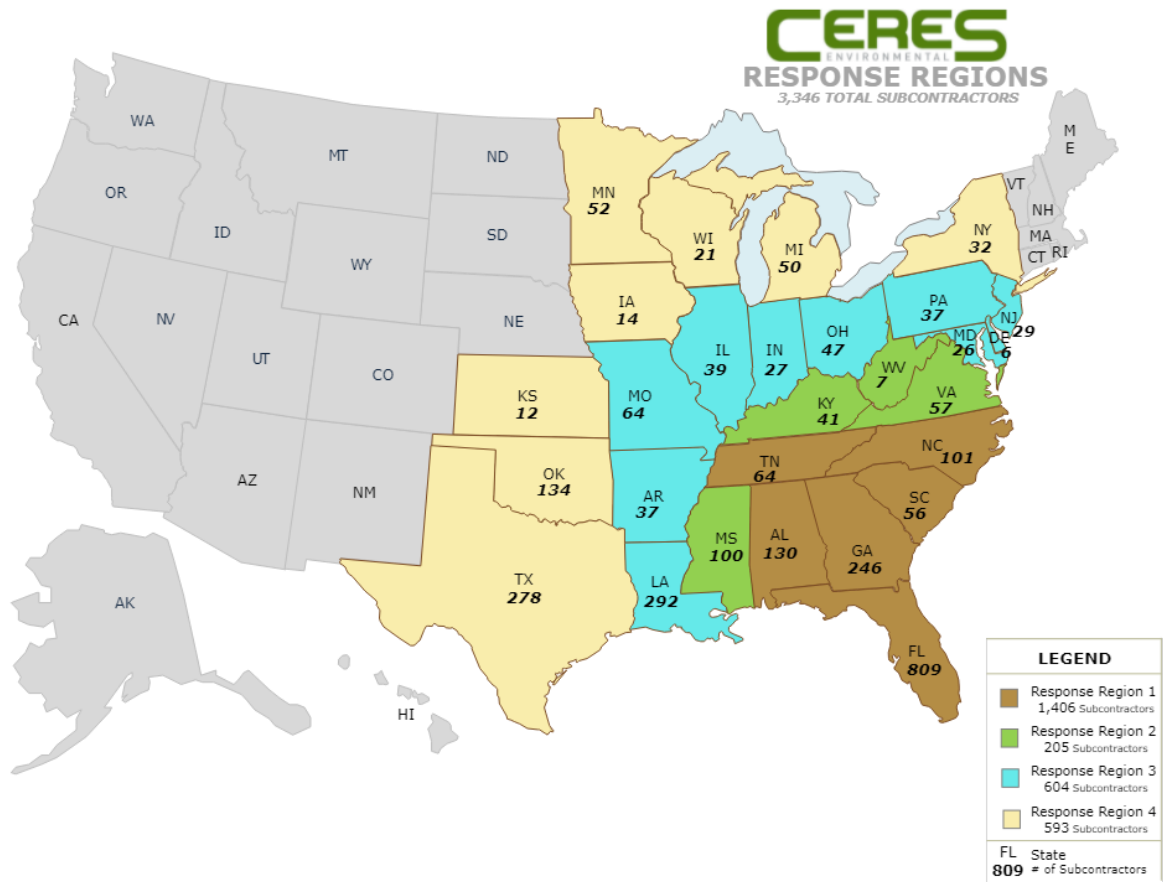 CERES
ENVIRONMENTAL
RESPONSE REGIONS
3,346 TOTAL SUBCONTRACTORS
WA
MT
ND
OR
ID
SD
WY
NE
CA
NV
UT
CO
AZ
NM
AK
HI
MN
52
WI
21
MI
50
IA
14
KS
12
OK
134
TX
278
NY
32
M
E
VT
NH
MA
CT
RI
PA
37
NJ
29
MD
26
DE
6
OH
47
IN
27
IL
39
MO
64
AR
37
LA
292
WV
7
VA
57
KY
41
MS
100
TN
64
NC
101
SC
56
AL
130
GA
246
FL
809
LEGEND
Response Region 1
1,406 Subcontractors
Response Region 2
205 Subcontractors
Response Region 3
604 Subcontractors
Response Region 4
593 Subcontractors
FL State
809 # of Subcontractors